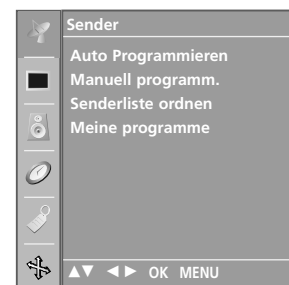 Sender
Auto Programmieren
Manuell programm.
Senderliste ordnen
Meine programme
▲▼ ◄► OK MENU